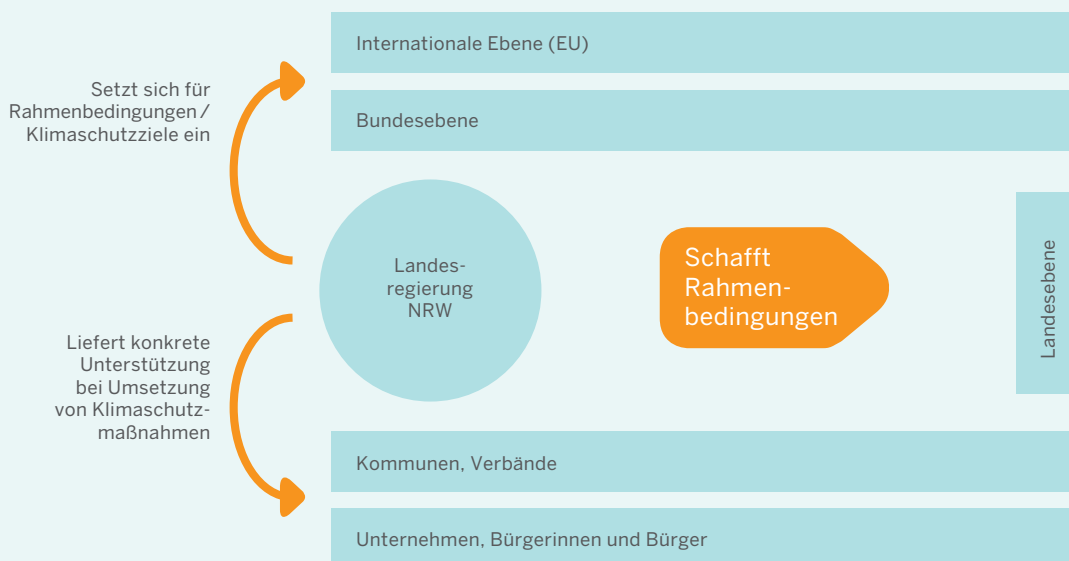 Internationale Ebene (EU)
Setzt sich für
Rahmenbedingungen /
Klimaschutzziele ein
Bundesebene
Landes-
regierung
NRW
Schafft
Rahmen-
bedingungen
Landesebene
Liefert konkrete
Unterstützung
bei Umsetzung
von Klimaschutz-
maßnahmen
Kommunen, Verbände
Unternehmen, Bürgerinnen und Bürger